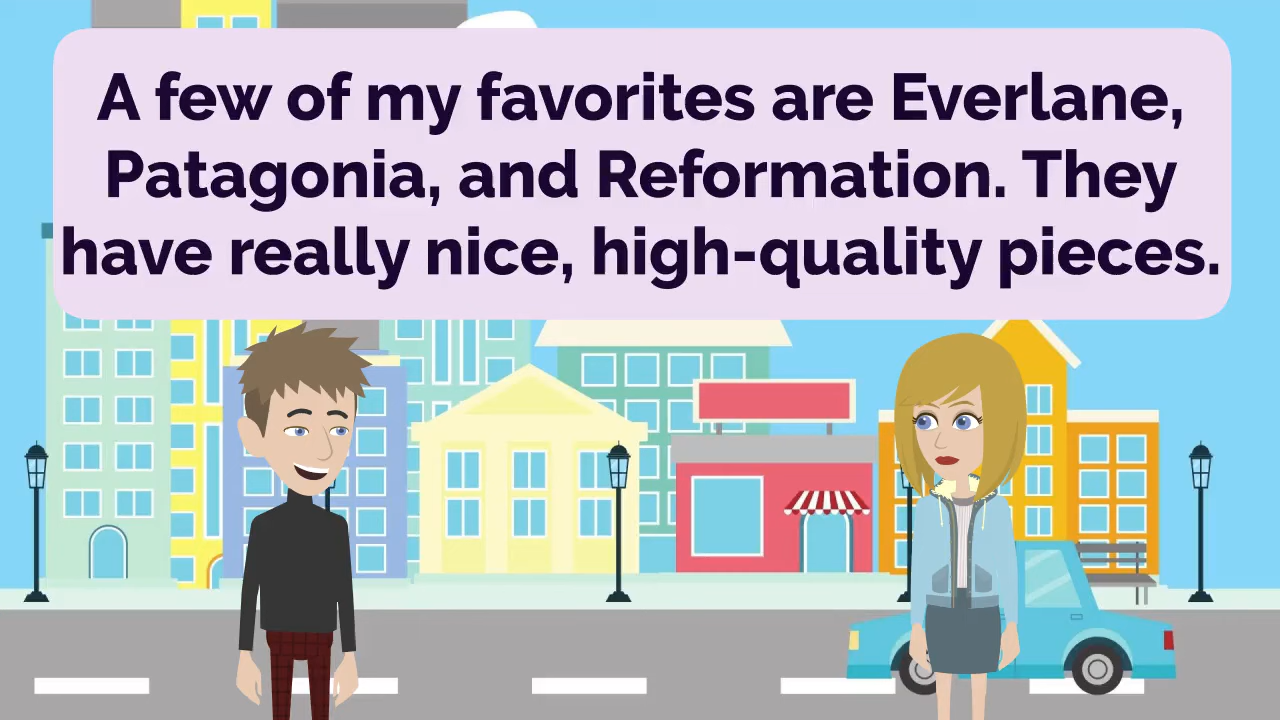 A few of my favorites are Everlane,
Patagonia, and Reformation. They
have really nice, high-quality pieces.